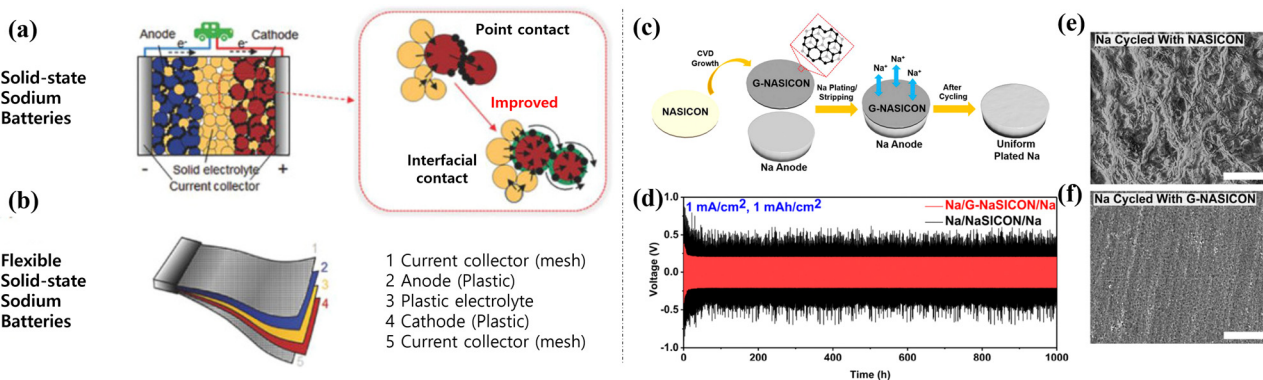 (a)
Solid-state
Sodium
Batteries
Anode
Cathode
e-
e-
-
+
Solid electrolyte
Current collector
Point contact
Improved
Interfacial
contact
(b)
Flexible
Solid-state
Sodium
Batteries
1
2
3
4
5
1 Current collector (mesh)
2 Anode (Plastic)
3 Plastic electrolyte
4 Cathode (Plastic)
5 Current collector (mesh)
(c)
CVD
Growth
NASICON
G-NASICON
Na Anode
Na Plating/
Stripping
Na+
Na+
Na+
G-NASICON
Na Anode
After
Cycling
Uniform
Plated Na
(d)
1 mA/cm2, 1 mAh/cm2
Na/G-NaSICON/Na
Na/NaSICON/Na
Voltage (V)
1.0
0.5
0.0
-0.5
-1.0
0
200
400
600
800
1000
Time (h)
(e)
Na Cycled With NASICON
(f)
Na Cycled With G-NASICON